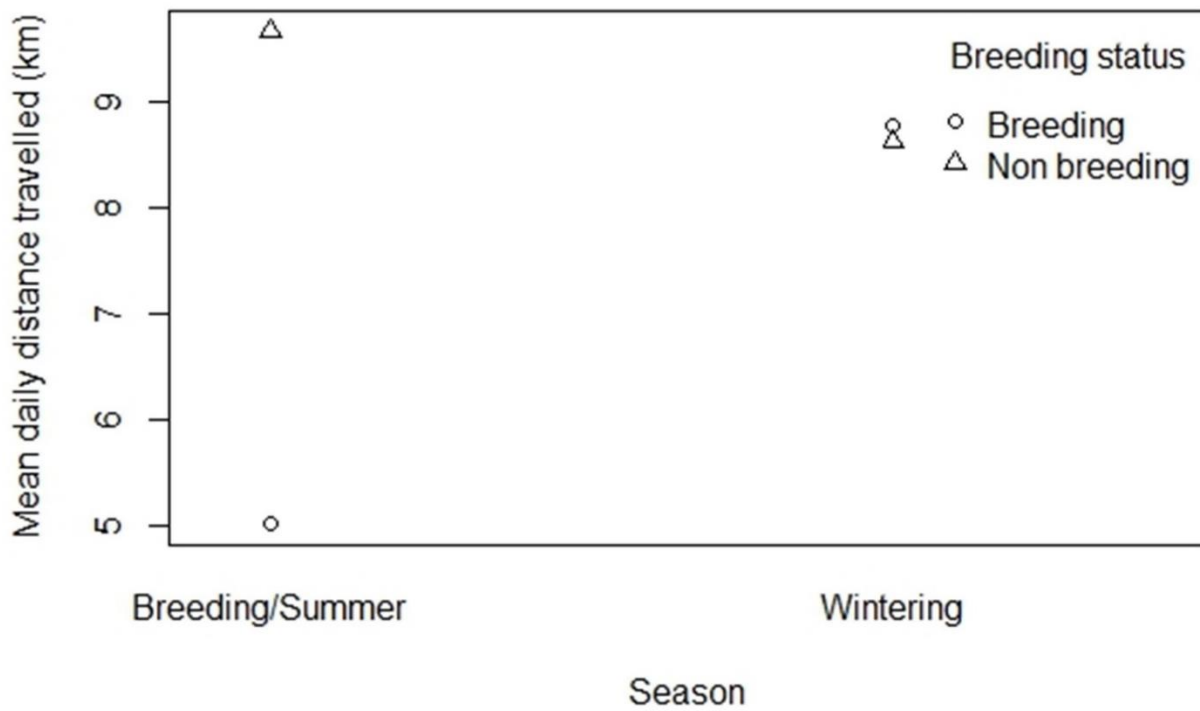 Mean daily distance travelled (km)
9
8
7
6
5
Breeding status
Breeding
Non breeding
Breeding/Summer
Wintering
Season